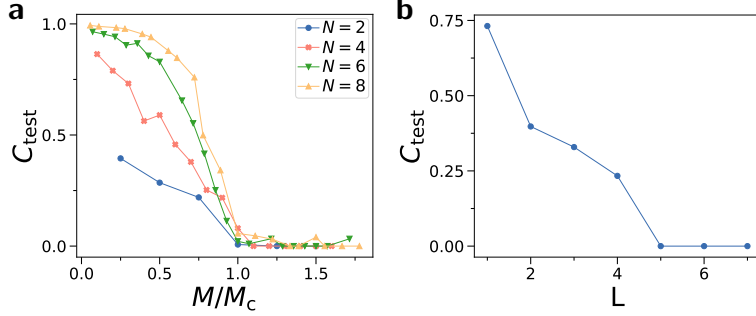 a
1.0
0.5
0.0
C_test
0.0
0.5
1.0
1.5
M/M_c
N = 2
N = 4
N = 6
N = 8
b
0.75
0.50
0.25
0.00
C_test
2
4
6
L